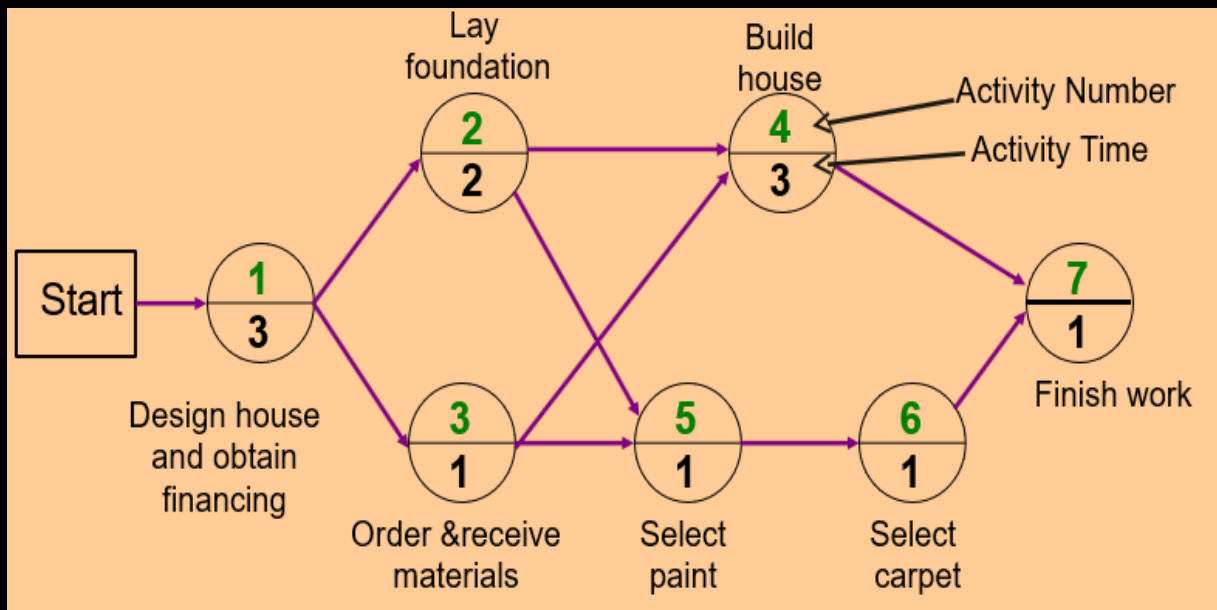 Lay
foundation
Build
house
2
2
4
3
Activity Number
Activity Time
Start
1
3
7
1
Design house
and obtain
financing
3
1
5
1
6
1
Finish work
Order &receive
materials
Select
paint
Select
carpet